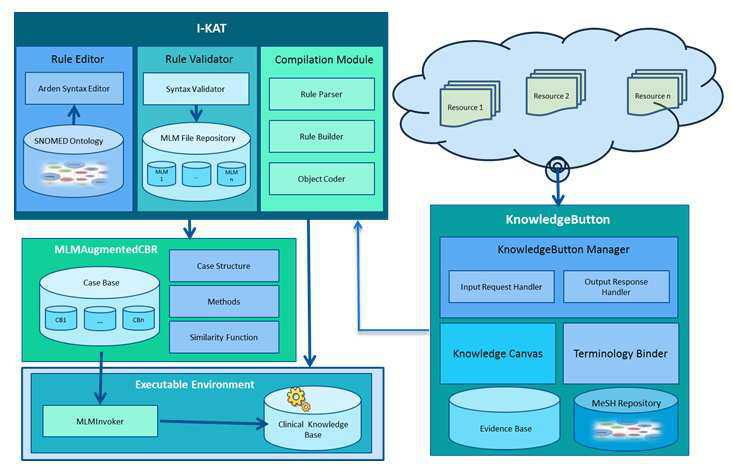 I-KAT
Rule Editor
Arden Syntax Editor
SNOMED Ontology
Rule Validator
Syntax Validator
MLM File Repository
MLM
1
...
MLM
n
Compilation Module
Rule Parser
Rule Builder
Object Coder
Resource 1
Resource 2
Resource n
MLMAugmentedCBR
Case Base
CB1
...
CBn
Case Structure
Methods
Similarity Function
Executable Environment
MLMInvoker
Clinical Knowledge
Base
KnowledgeButton
KnowledgeButton Manager
Input Request Handler
Output Response
Handler
Knowledge Canvas
Terminology Binder
Evidence Base
MeSH Repository